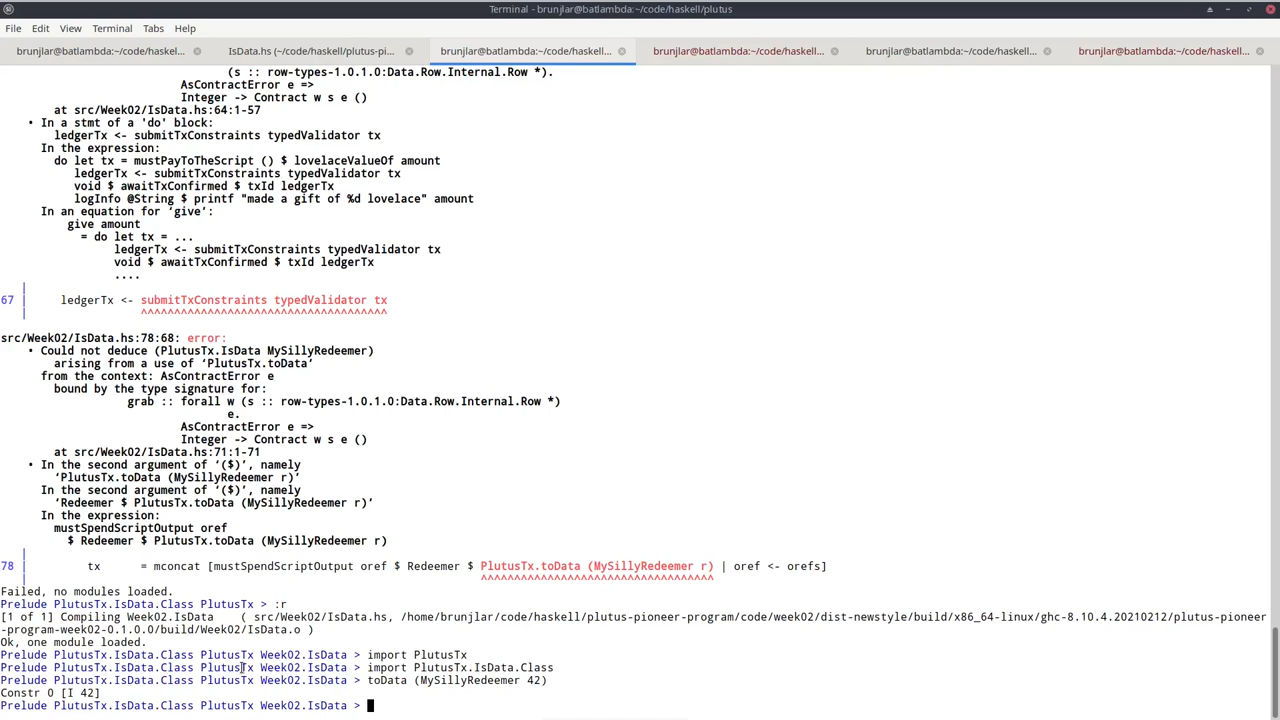 Terminal - brunjlar@batlambda:~/code/haskell/plutus
File Edit View Terminal Tabs Help
brunjlar@batlambda:~/code/haskel... IsData.hs (~/code/haskell/plutus-pi... brunjlar@batlambda:~/code/haskell... brunjlar@batlambda:~/code/haskell... brunjlar@batlambda:~/code/haskell... brunjlar@batlambda:~/code/haskell...
(s :: row-types-1.0.1.0:Data.Row.Internal.Row *).
AsContractError e =>
Integer -> Contract w s e ()
at src/Week02/IsData.hs:64:1-57
• In a stmt of a 'do' block:
ledgerTx <- submitTxConstraints typedValidator tx
In the expression:
do let tx = mustPayToTheScript () $ lovelaceValueOf amount
ledgerTx <- submitTxConstraints typedValidator tx
void $ awaitTxConfirmed $ txId ledgerTx
logInfo @String $ printf "made a gift of %d lovelace" amount
In an equation for ‘give’:
give amount
= do let tx = ...
ledgerTx <- submitTxConstraints typedValidator tx
void $ awaitTxConfirmed $ txId ledgerTx
....
|
67 | ledgerTx <- submitTxConstraints typedValidator tx
| ^^^^^^^^^^^^^^^^^^^^^^^^^^^^^^^^^^^^^
src/Week02/IsData.hs:78:68: error:
• Could not deduce (PlutusTx.IsData MySillyRedeemer)
arising from a use of ‘PlutusTx.toData’
from the context: AsContractError e
bound by the type signature for:
grab :: forall w (s :: row-types-1.0.1.0:Data.Row.Internal.Row *)
e.
AsContractError e =>
Integer -> Contract w s e ()
at src/Week02/IsData.hs:71:1-71
• In the second argument of ‘($)’, namely
‘PlutusTx.toData (MySillyRedeemer r)’
In the second argument of ‘($)’, namely
‘Redeemer $ PlutusTx.toData (MySillyRedeemer r)’
In the expression:
mustSpendScriptOutput oref
$ Redeemer $ PlutusTx.toData (MySillyRedeemer r)
|
78 | tx = mconcat [mustSpendScriptOutput oref $ Redeemer $ PlutusTx.toData (MySillyRedeemer r) | oref <- orefs]
| ^^^^^^^^^^^^^^^^^^^^^^^^^^^^^^^^^^^
Failed, no modules loaded.
Prelude PlutusTx.IsData.Class PlutusTx > :r
[1 of 1] Compiling Week02.IsData ( src/Week02/IsData.hs, /home/brunjlar/code/haskell/plutus-pioneer-program/code/week02/dist-newstyle/build/x86_64-linux/ghc-8.10.4.20210212/plutus-pioneer
-program-week02-0.1.0.0/build/Week02/IsData.o )
Ok, one module loaded.
Prelude PlutusTx.IsData.Class PlutusTx Week02.IsData > import PlutusTx
Prelude PlutusTx.IsData.Class PlutusTx Week02.IsData > import PlutusTx.IsData.Class
Prelude PlutusTx.IsData.Class PlutusTx Week02.IsData > toData (MySillyRedeemer 42)
Constr 0 [I 42]
Prelude PlutusTx.IsData.Class PlutusTx Week02.IsData >